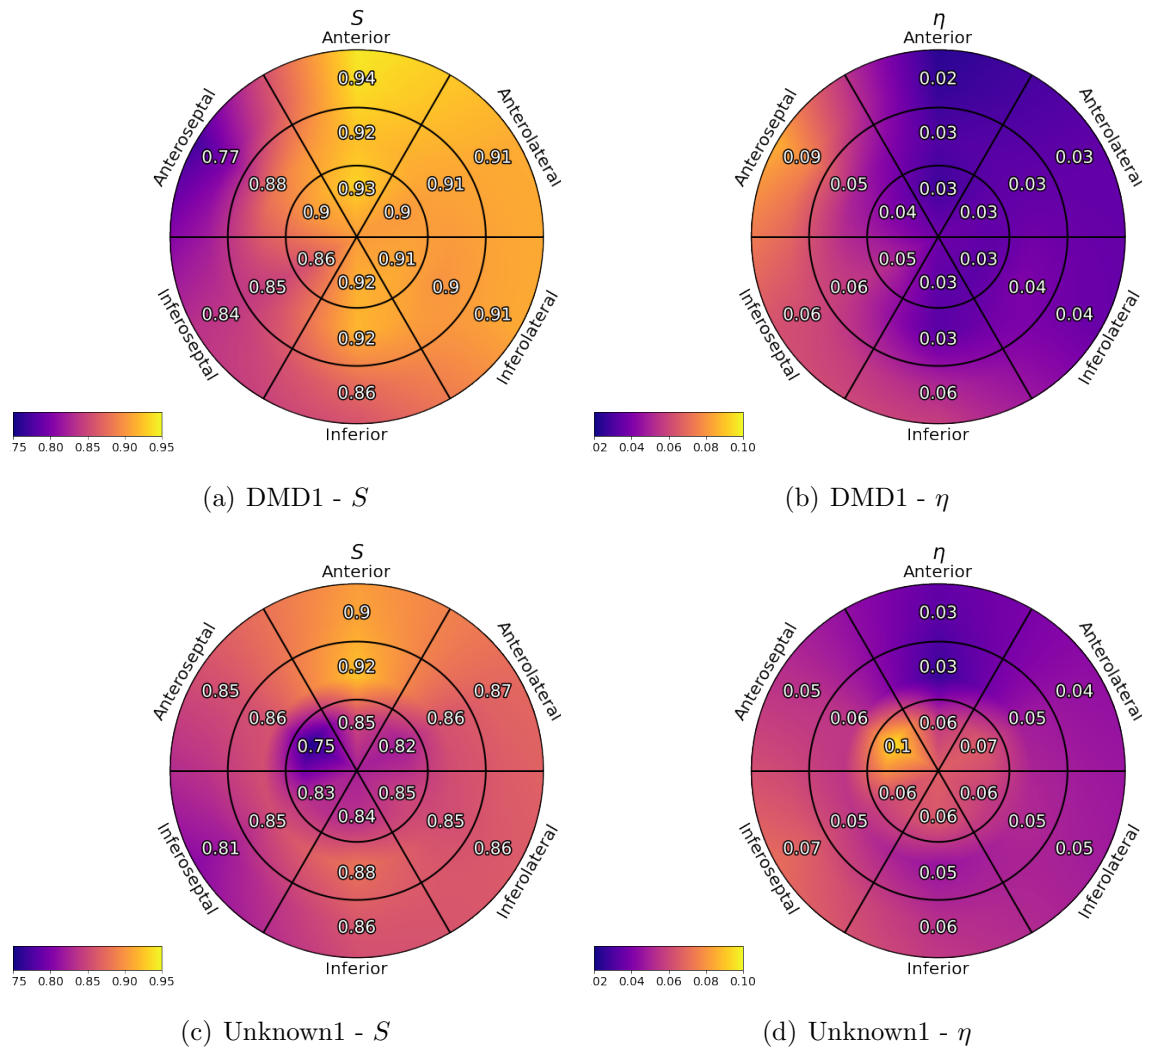 S
Anterior
Anteroseptal
Anterolateral
0.94
0.92
0.77
0.91
0.88
0.93
0.91
0.9
0.9
0.86
0.91
0.92
0.85
0.9
0.84
0.91
0.92
0.86
Inferoseptal
Inferolateral
Inferior
75 0.80 0.85 0.90 0.95
(a) DMD1 - S
η
Anterior
Anteroseptal
Anterolateral
0.02
0.03
0.09
0.03
0.05
0.03
0.03
0.04
0.03
0.05
0.03
0.03
0.06
0.04
0.06
0.04
0.03
0.06
Inferoseptal
Inferolateral
Inferior
02 0.04 0.06 0.08 0.10
(b) DMD1 - η
S
Anterior
Anteroseptal
Anterolateral
0.9
0.92
0.85
0.87
0.86
0.85
0.86
0.75
0.82
0.83
0.85
0.84
0.85
0.85
0.81
0.86
0.88
0.86
Inferoseptal
Inferolateral
Inferior
75 0.80 0.85 0.90 0.95
(c) Unknown1 - S
η
Anterior
Anteroseptal
Anterolateral
0.03
0.03
0.05
0.04
0.06
0.06
0.05
0.1
0.07
0.06
0.06
0.06
0.05
0.05
0.07
0.05
0.05
0.06
Inferoseptal
Inferolateral
Inferior
02 0.04 0.06 0.08 0.10
(d) Unknown1 - η